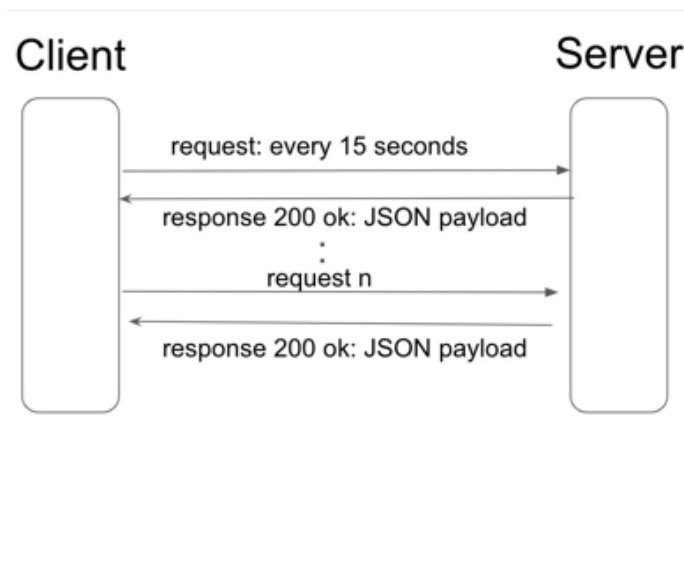 Client
Server
request: every 15 seconds
response 200 ok: JSON payload
:
request n
response 200 ok: JSON payload